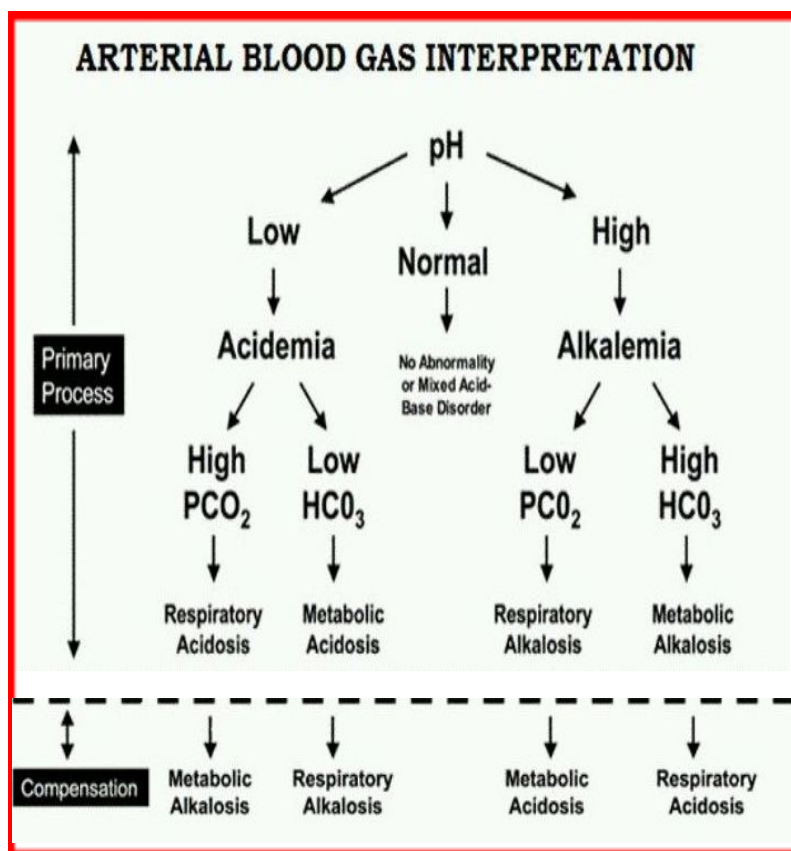 ARTERIAL BLOOD GAS INTERPRETATION
pH
Low
Normal
High
Primary
Process
Acidemia
No Abnormality
or Mixed Acid-
Base Disorder
Alkalemia
High
PCO₂
Low
HC0₃
Low
PC0₂
High
HC0₃
Respiratory
Acidosis
Metabolic
Acidosis
Respiratory
Alkalosis
Metabolic
Alkalosis
Compensation
Metabolic
Alkalosis
Respiratory
Alkalosis
Metabolic
Acidosis
Respiratory
Acidosis